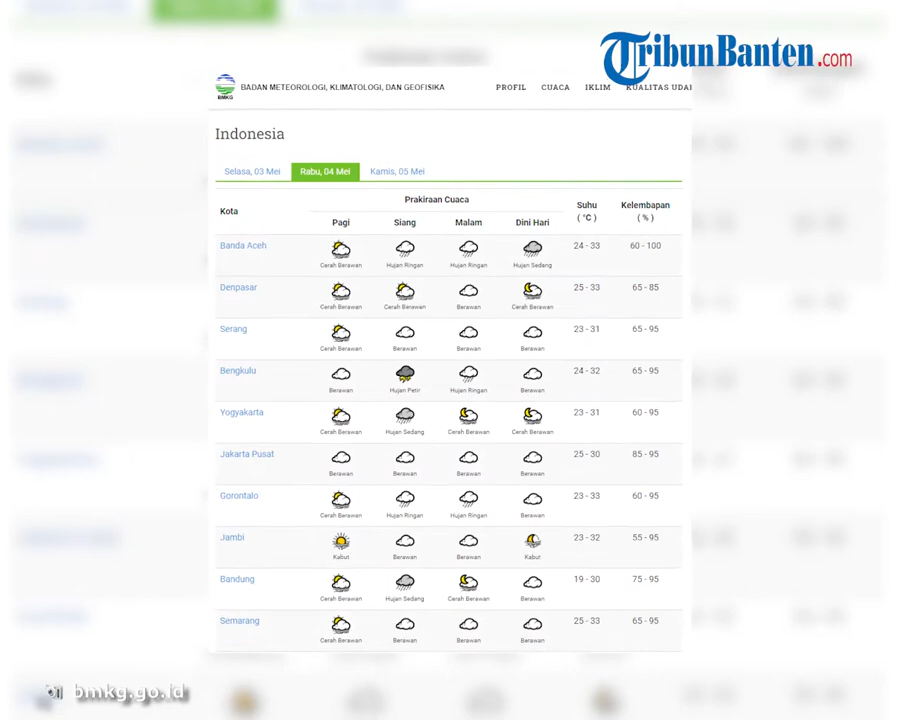 TribunBanten.com
BMKG
BADAN METEOROLOGI, KLIMATOLOGI, DAN GEOFISIKA
PROFIL CUACA IKLIM KUALITAS UDA
Indonesia
Selasa, 03 Mei Rabu, 04 Mei Kamis, 05 Mei
Kota Prakiraan Cuaca Suhu (°C) Kelembapan (%)
Pagi Siang Malam Dini Hari
Banda Aceh 24 - 33 60 - 100
Cerah Berawan Hujan Ringan Hujan Ringan Hujan Sedang
Denpasar 25 - 33 65 - 85
Cerah Berawan Cerah Berawan Berawan Cerah Berawan
Serang 23 - 31 65 - 95
Cerah Berawan Berawan Berawan Berawan
Bengkulu 24 - 32 65 - 95
Berawan Hujan Petir Hujan Ringan Berawan
Yogyakarta 23 - 31 60 - 95
Cerah Berawan Hujan Sedang Cerah Berawan Cerah Berawan
Jakarta Pusat 25 - 30 85 - 95
Berawan Berawan Berawan Berawan
Gorontalo 23 - 33 60 - 95
Cerah Berawan Hujan Ringan Hujan Ringan Berawan
Jambi 23 - 32 55 - 95
Kabut Berawan Berawan Kabut
Bandung 19 - 30 75 - 95
Cerah Berawan Hujan Sedang Cerah Berawan Berawan
Semarang 25 - 33 65 - 95
Cerah Berawan Berawan Berawan Berawan
bmkg.go.id